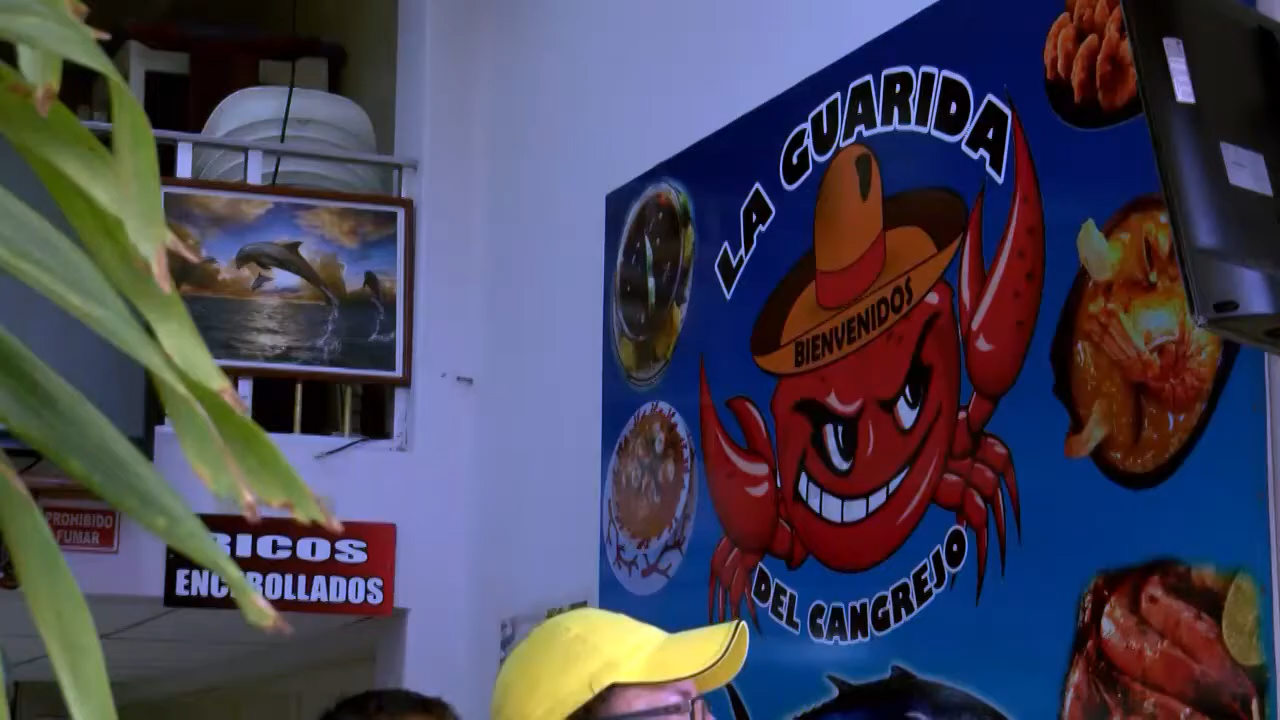 LA GUARIDA
BIENVENIDOS
DEL CANGREJO
PROHIBIDO
FUMAR
RICOS
ENCEBOLLADOS